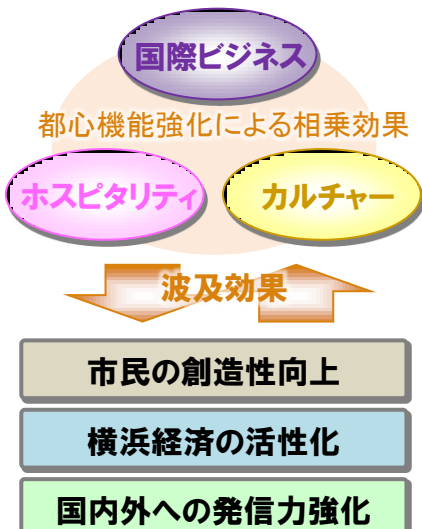 国際ビジネス
都心機能強化による相乗効果
ホスピタリティ
カルチャー
波及効果
市民の創造性向上
横浜経済の活性化
国内外への発信力強化